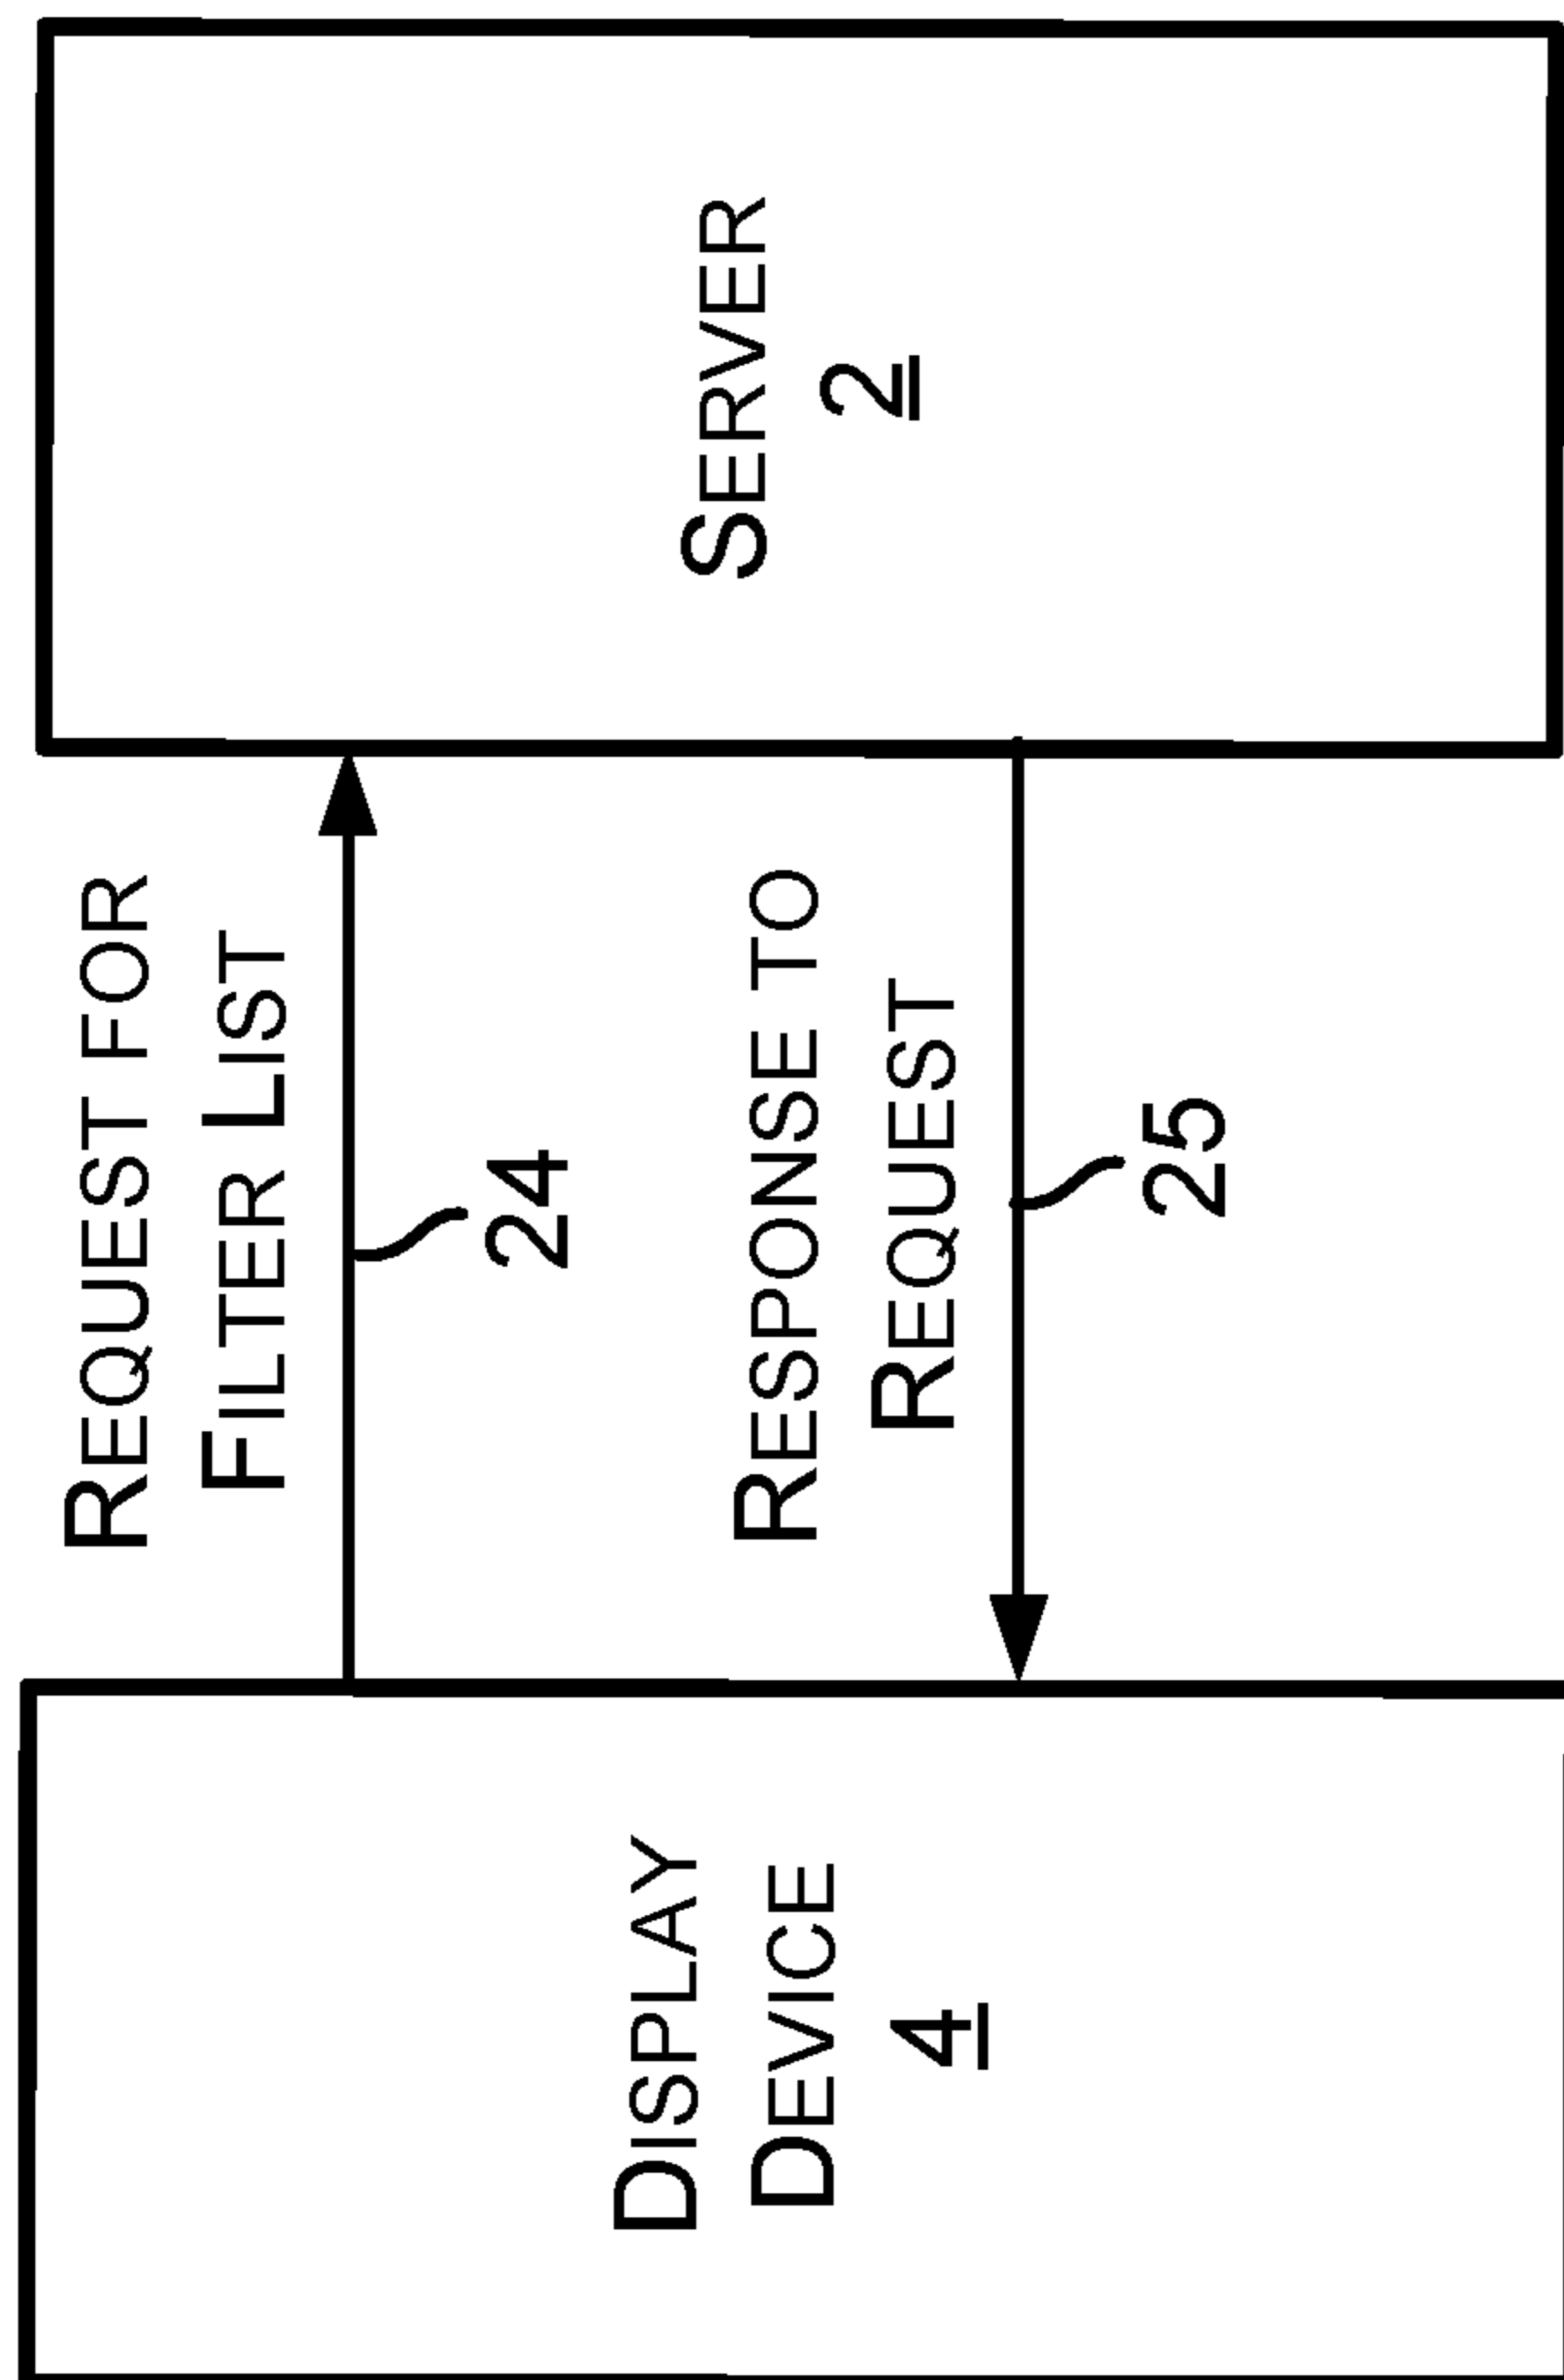 DISPLAY
DEVICE
4
REQUEST FOR
FILTER LIST
24
RESPONSE TO
REQUEST
25
SERVER
2